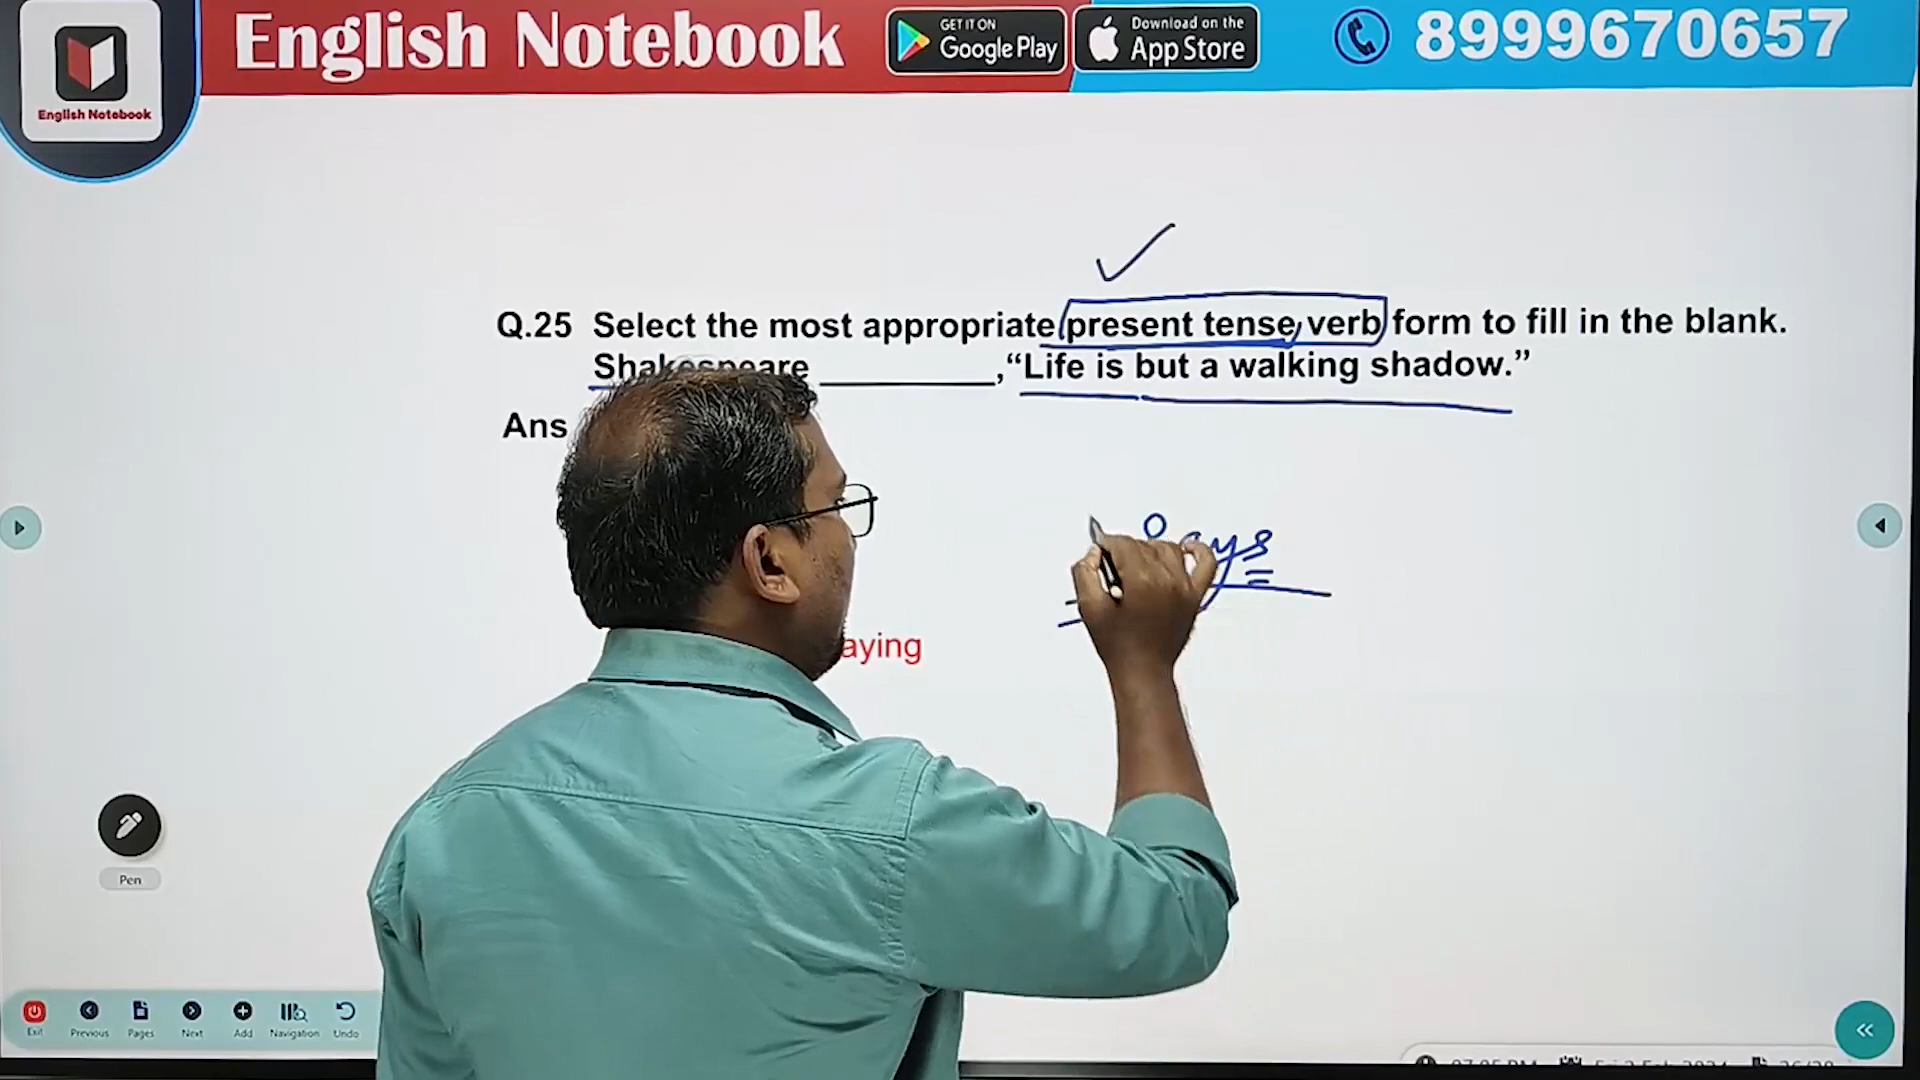 English Notebook
GET IT ON
Google Play
Download on the
App Store
8999670657
English Notebook
Q.25 Select the most appropriate present tense verb form to fill in the blank.
Shakespeare __________,“Life is but a walking shadow.”
Ans
says
aying
Pen
Exit
Previous
Pages
Next
Add
Navigation
Undo